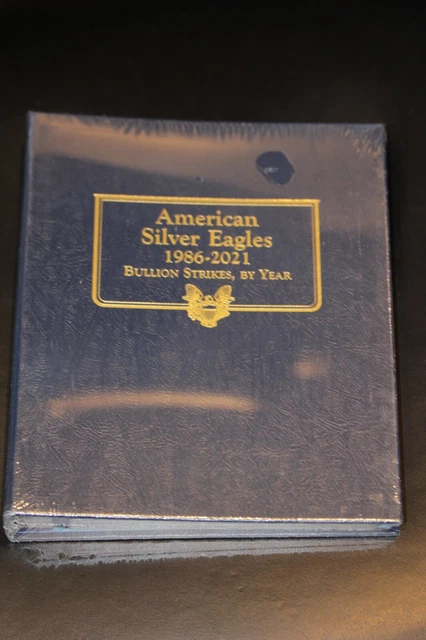 American
Silver Eagles
1986-2021
Bullion Strikes, by Year